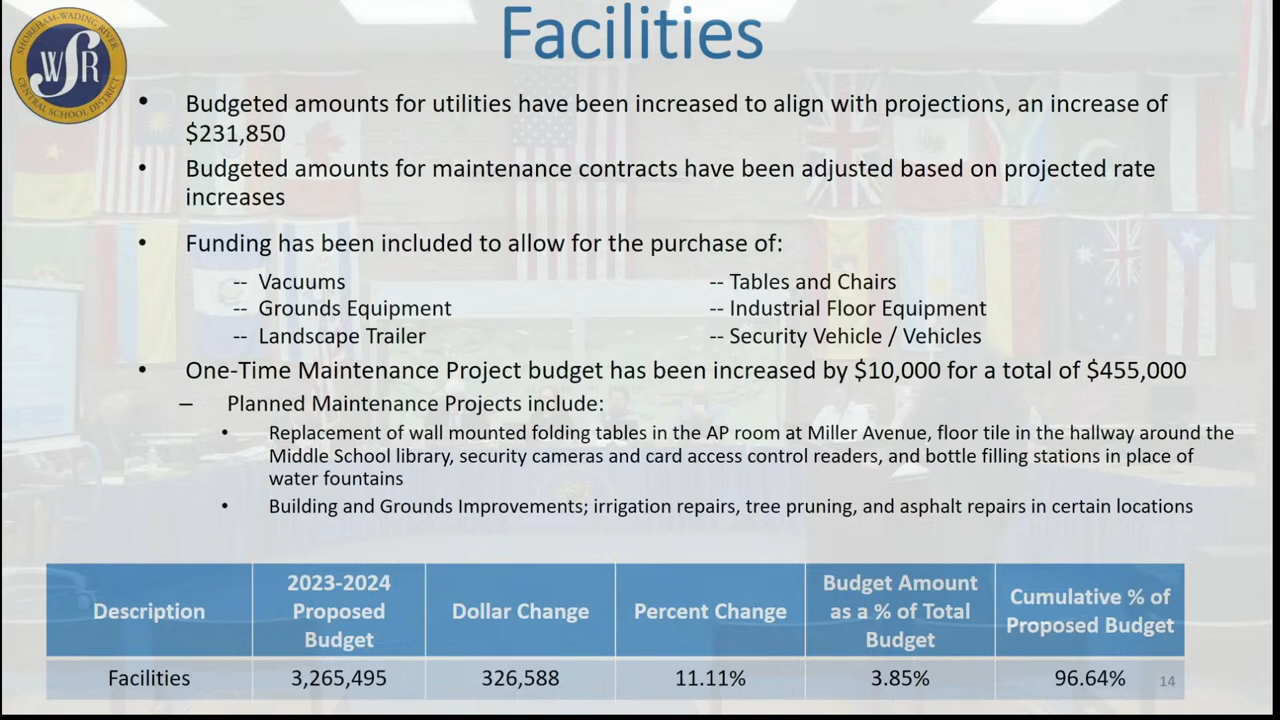 SHOREHAM-WADING RIVER
WSR
CENTRAL SCHOOL DISTRICT
Facilities
• Budgeted amounts for utilities have been increased to align with projections, an increase of
$231,850
• Budgeted amounts for maintenance contracts have been adjusted based on projected rate
increases
• Funding has been included to allow for the purchase of:
-- Vacuums -- Tables and Chairs
-- Grounds Equipment -- Industrial Floor Equipment
-- Landscape Trailer -- Security Vehicle / Vehicles
• One-Time Maintenance Project budget has been increased by $10,000 for a total of $455,000
– Planned Maintenance Projects include:
• Replacement of wall mounted folding tables in the AP room at Miller Avenue, floor tile in the hallway around the
Middle School library, security cameras and card access control readers, and bottle filling stations in place of
water fountains
• Building and Grounds Improvements; irrigation repairs, tree pruning, and asphalt repairs in certain locations
Description 2023-2024 Proposed Budget Dollar Change Percent Change Budget Amount as a % of Total Budget Cumulative % of Proposed Budget
Facilities 3,265,495 326,588 11.11% 3.85% 96.64%
14